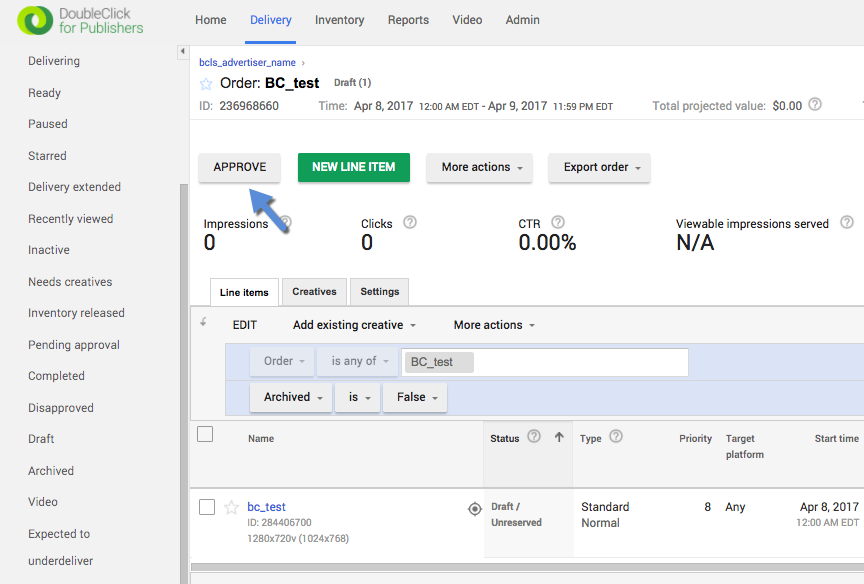 DoubleClick
for Publishers
Home Delivery Inventory Reports Video Admin
Delivering
Ready
Paused
Starred
Delivery extended
Recently viewed
Inactive
Needs creatives
Inventory released
Pending approval
Completed
Disapproved
Draft
Archived
Video
Expected to
underdeliver
bcls_advertiser_name ›
Order: BC_test Draft (1)
ID: 236968660 Time: Apr 8, 2017 12:00 AM EDT - Apr 9, 2017 11:59 PM EDT Total projected value: $0.00 ?
APPROVE NEW LINE ITEM More actions Export order
Impressions ? Clicks ? CTR ? Viewable impressions served ?
0 0 0.00% N/A
Line items Creatives Settings
EDIT Add existing creative More actions
Order is any of BC_test
Archived is False
Name Status ? Type ? Priority Target platform Start time
bc_test Draft / Unreserved Standard Normal 8 Any Apr 8, 2017
ID: 284406700 12:00 AM EDT
1280x720v (1024x768)